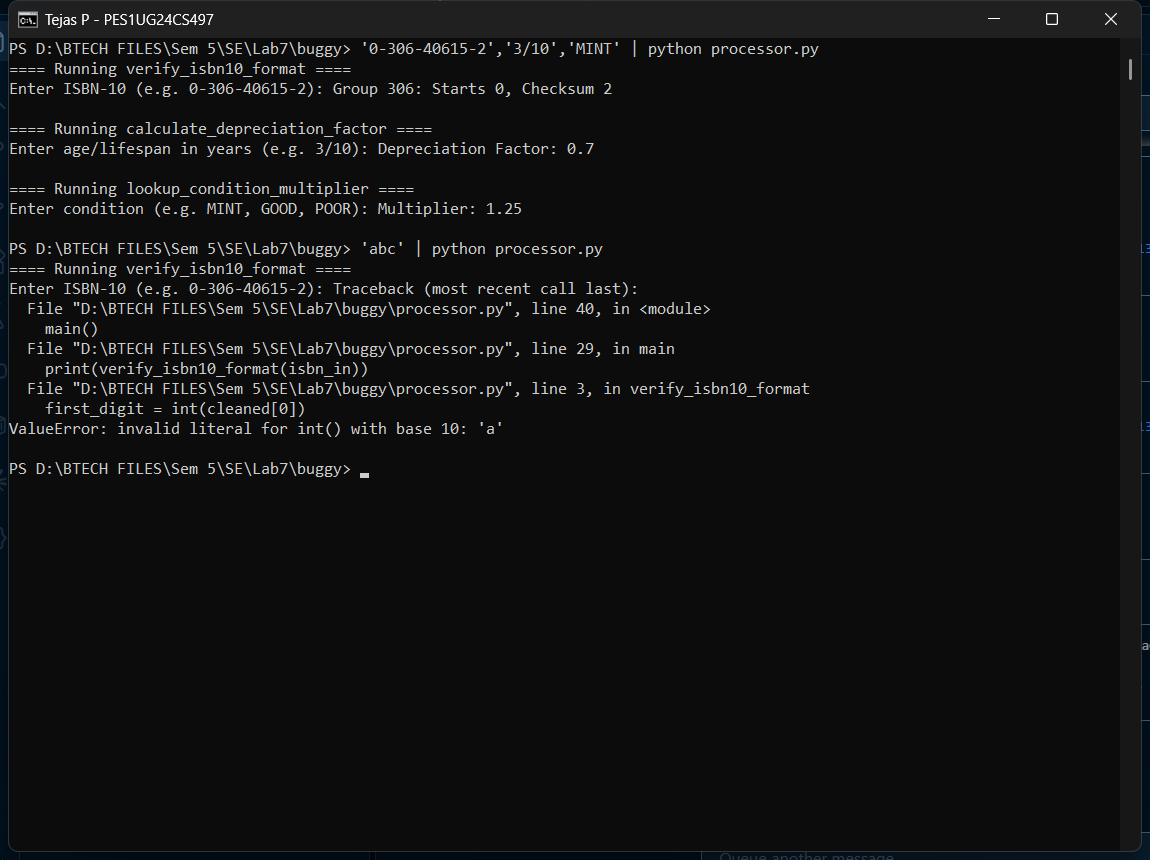 Tejas P - PES1UG24CS497
PS D:\BTECH FILES\Sem 5\SE\Lab7\buggy> '0-306-40615-2','3/10','MINT' | python processor.py
==== Running verify_isbn10_format ====
Enter ISBN-10 (e.g. 0-306-40615-2): Group 306: Starts 0, Checksum 2
==== Running calculate_depreciation_factor ====
Enter age/lifespan in years (e.g. 3/10): Depreciation Factor: 0.7
==== Running lookup_condition_multiplier ====
Enter condition (e.g. MINT, GOOD, POOR): Multiplier: 1.25
PS D:\BTECH FILES\Sem 5\SE\Lab7\buggy> 'abc' | python processor.py
==== Running verify_isbn10_format ====
Enter ISBN-10 (e.g. 0-306-40615-2): Traceback (most recent call last):
  File "D:\BTECH FILES\Sem 5\SE\Lab7\buggy\processor.py", line 40, in <module>
    main()
  File "D:\BTECH FILES\Sem 5\SE\Lab7\buggy\processor.py", line 29, in main
    print(verify_isbn10_format(isbn_in))
  File "D:\BTECH FILES\Sem 5\SE\Lab7\buggy\processor.py", line 3, in verify_isbn10_format
    first_digit = int(cleaned[0])
ValueError: invalid literal for int() with base 10: 'a'
PS D:\BTECH FILES\Sem 5\SE\Lab7\buggy>
Queue another message